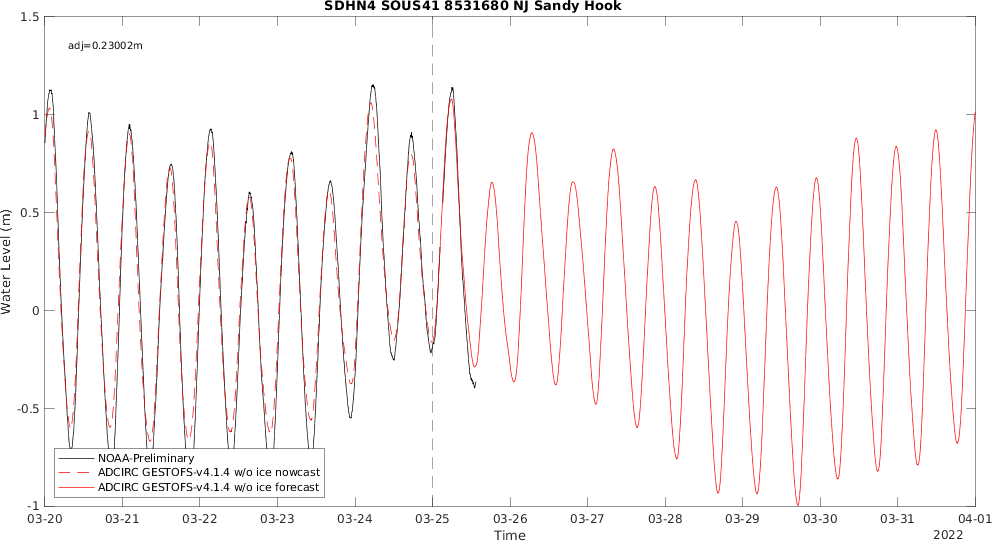 SDHN4 SOUS41 8531680 NJ Sandy Hook
adj=0.23002m
Water Level (m)
1.5
1
0.5
0
-0.5
-1
NOAA-Preliminary
ADCIRC GESTOFS-v4.1.4 w/o ice nowcast
ADCIRC GESTOFS-v4.1.4 w/o ice forecast
03-20 03-21 03-22 03-23 03-24 03-25 03-26 03-27 03-28 03-29 03-30 03-31 04-01
Time
2022